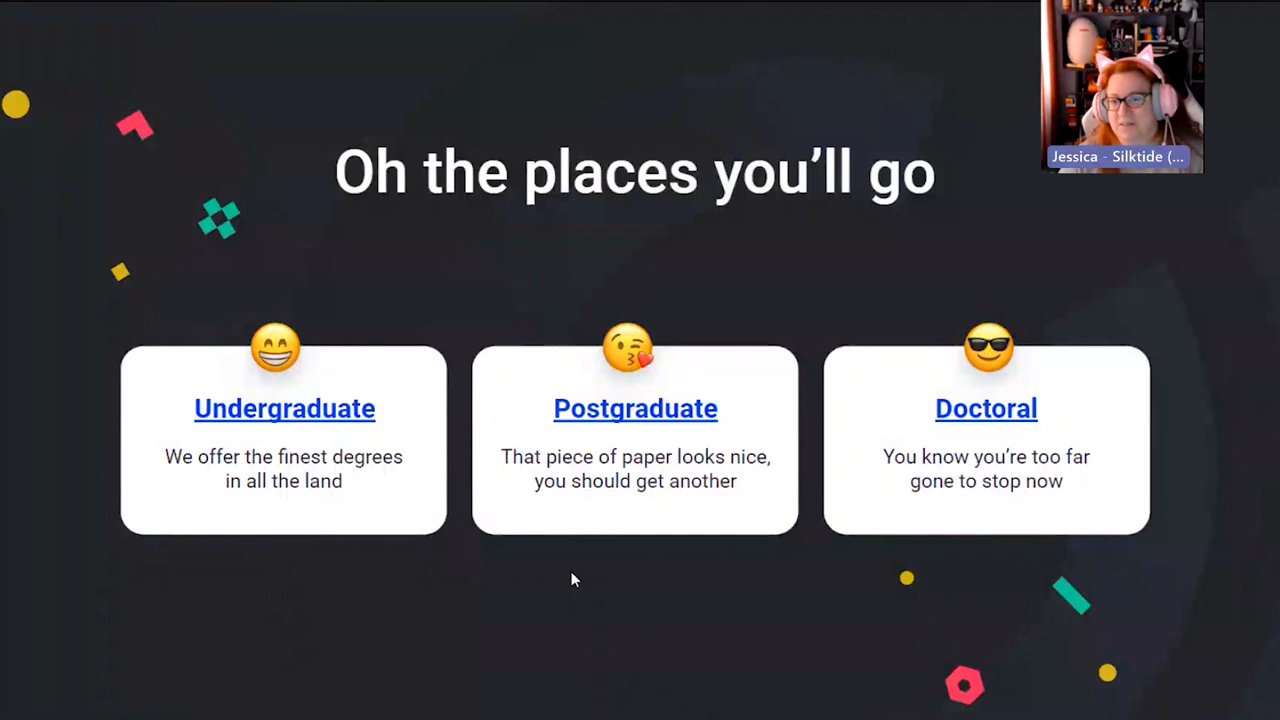 Oh the places you’ll go
Jessica - Silktide (...
Undergraduate
We offer the finest degrees
in all the land
Postgraduate
That piece of paper looks nice,
you should get another
Doctoral
You know you’re too far
gone to stop now